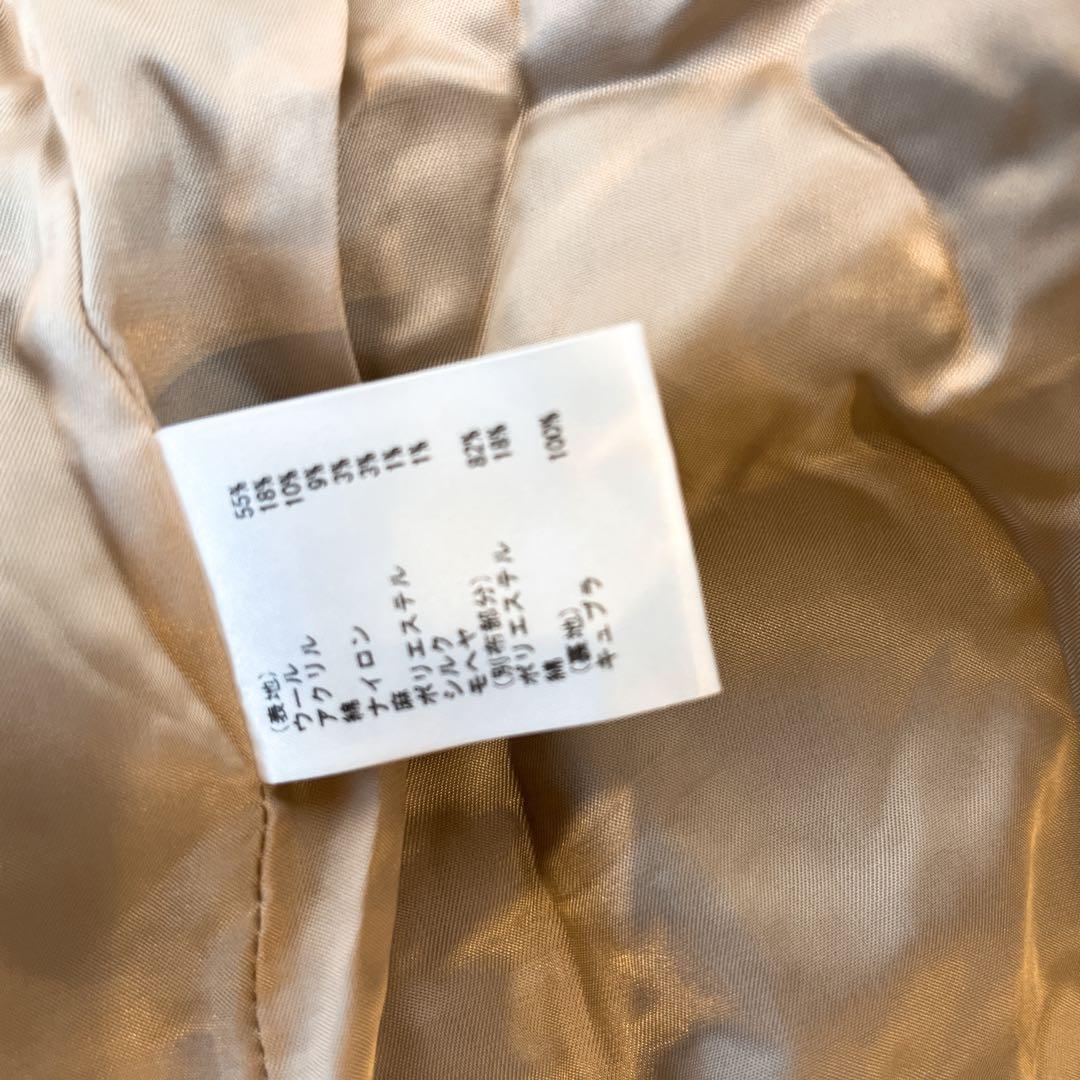 (表地)
ウール 55%
アクリル 18%
綿 10%
ナイロン 9%
麻 3%
ポリエステル 3%
シルク 1%
モヘヤ 1%
(別布部分)
ポリエステル 82%
綿 18%
(裏地)
キュプラ 100%